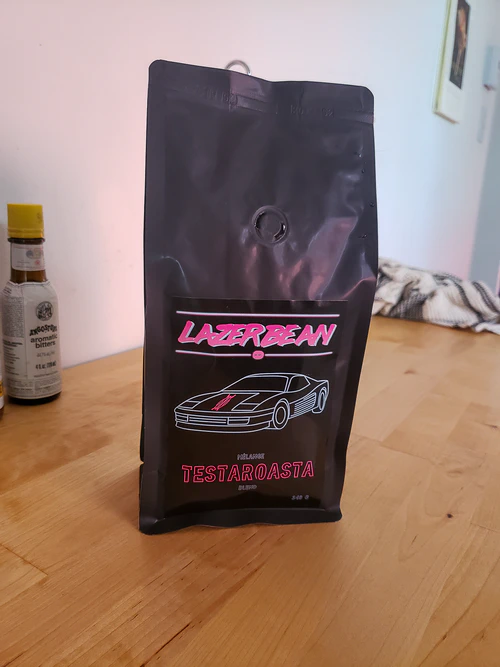 LAZERBEAN
MÉLANGE
TESTAROASTA
BLEND
ANGOSTURA
aromatic
bitters